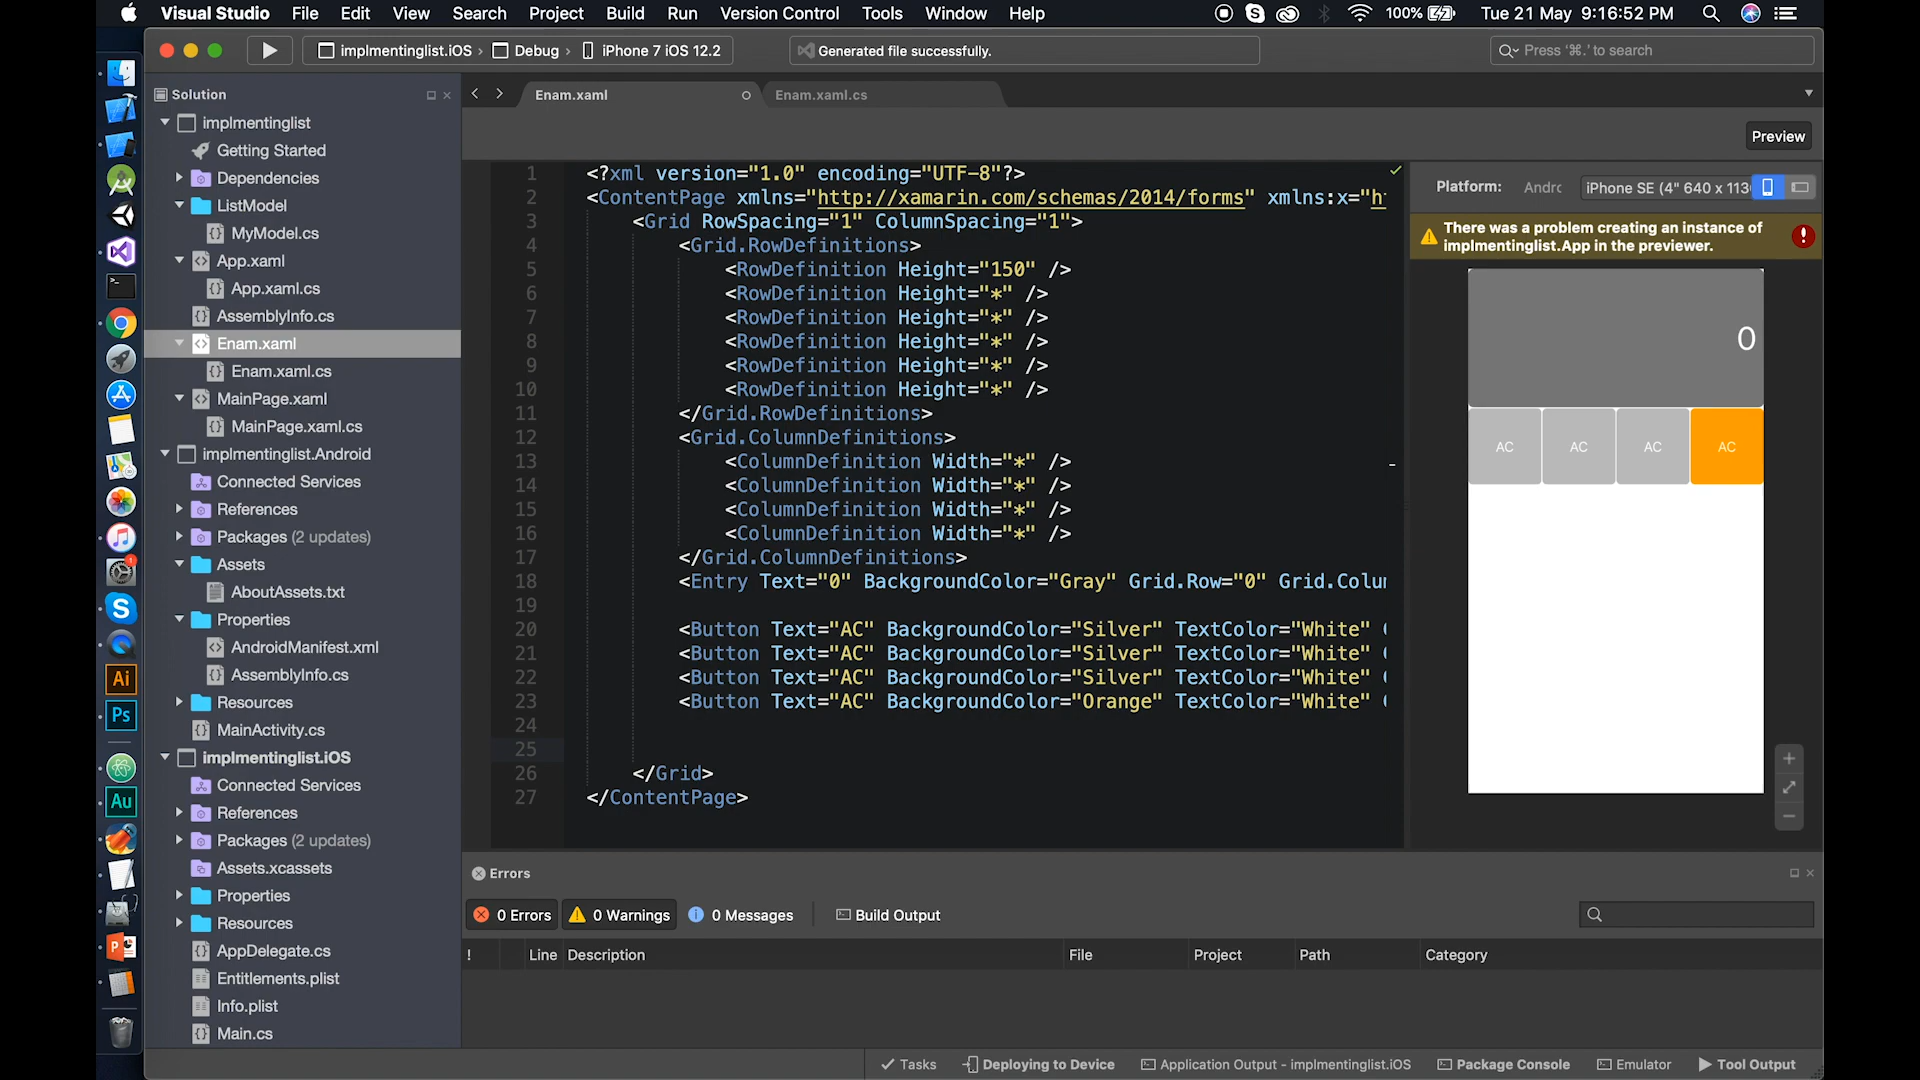 Visual Studio File Edit View Search Project Build Run Version Control Tools Window Help 100% Tue 21 May 9:16:52 PM
implmentinglist.iOS › Debug › iPhone 7 iOS 12.2 Generated file successfully. Press '⌘.' to search
Solution
implmentinglist
Getting Started
Dependencies
ListModel
MyModel.cs
App.xaml
App.xaml.cs
AssemblyInfo.cs
Enam.xaml
Enam.xaml.cs
MainPage.xaml
MainPage.xaml.cs
implmentinglist.Android
Connected Services
References
Packages (2 updates)
Assets
AboutAssets.txt
Properties
AndroidManifest.xml
AssemblyInfo.cs
Resources
MainActivity.cs
implmentinglist.iOS
Connected Services
References
Packages (2 updates)
Assets.xcassets
Properties
Resources
AppDelegate.cs
Entitlements.plist
Info.plist
Main.cs
Ai
Ps
Au
1
Enam.xaml Enam.xaml.cs
Preview
1 <?xml version="1.0" encoding="UTF-8"?>
2 <ContentPage xmlns="http://xamarin.com/schemas/2014/forms" xmlns:x="h
3 <Grid RowSpacing="1" ColumnSpacing="1">
4 <Grid.RowDefinitions>
5 <RowDefinition Height="150" />
6 <RowDefinition Height="*" />
7 <RowDefinition Height="*" />
8 <RowDefinition Height="*" />
9 <RowDefinition Height="*" />
10 <RowDefinition Height="*" />
11 </Grid.RowDefinitions>
12 <Grid.ColumnDefinitions>
13 <ColumnDefinition Width="*" />
14 <ColumnDefinition Width="*" />
15 <ColumnDefinition Width="*" />
16 <ColumnDefinition Width="*" />
17 </Grid.ColumnDefinitions>
18 <Entry Text="0" BackgroundColor="Gray" Grid.Row="0" Grid.Colu
19
20 <Button Text="AC" BackgroundColor="Silver" TextColor="White"
21 <Button Text="AC" BackgroundColor="Silver" TextColor="White"
22 <Button Text="AC" BackgroundColor="Silver" TextColor="White"
23 <Button Text="AC" BackgroundColor="Orange" TextColor="White"
24
25
26 </Grid>
27 </ContentPage>
Platform: Andrc iPhone SE (4" 640 x 113
There was a problem creating an instance of
implmentinglist.App in the previewer.
0
AC AC AC AC
Errors
0 Errors 0 Warnings 0 Messages Build Output
! Line Description File Project Path Category
Tasks Deploying to Device Application Output - implmentinglist.iOS Package Console Emulator Tool Output